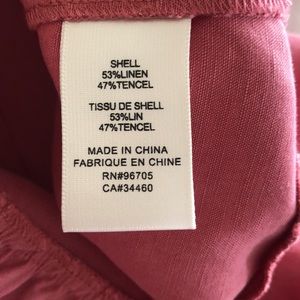 SHELL
53%LINEN
47%TENCEL
TISSU DE SHELL
53%LIN
47%TENCEL
MADE IN CHINA
FABRIQUE EN CHINE
RN#96705
CA#34460